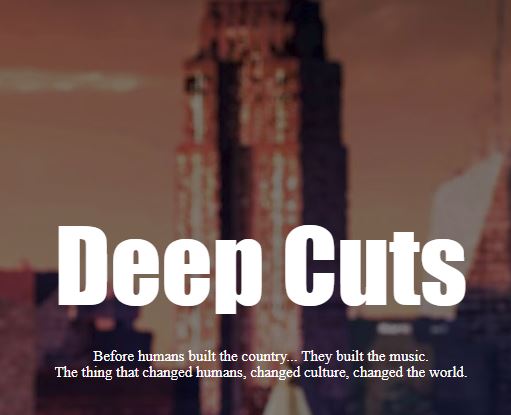 Deep Cuts
Before humans built the country... They built the music.
The thing that changed humans, changed culture, changed the world.